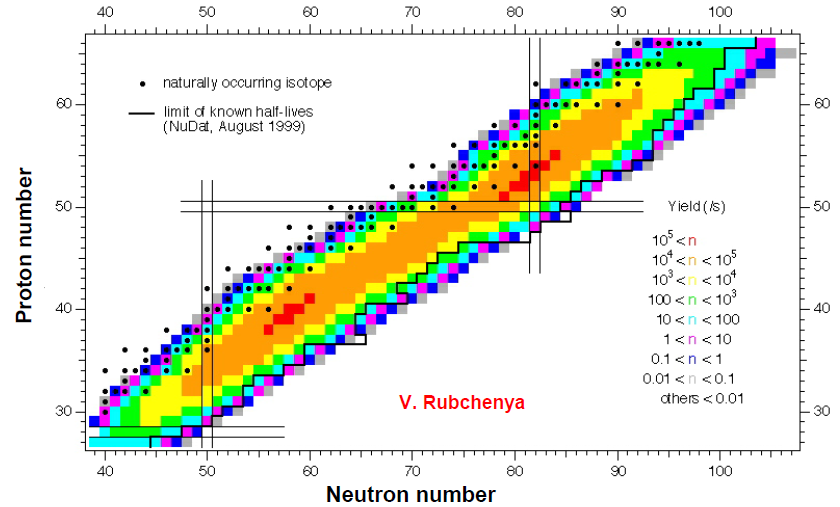 40 50 60 70 80 90 100
naturally occurring isotope
limit of known half-lives
(NuDat, August 1999)
60 60
50 50
40 40
30 30
Proton number
Yield (/s)
10⁵ < n
10⁴ < n < 10⁵
10³ < n < 10⁴
100 < n < 10³
10 < n < 100
1 < n < 10
0.1 < n < 1
0.01 < n < 0.1
others < 0.01
V. Rubchenya
40 50 60 70 80 90 100
Neutron number